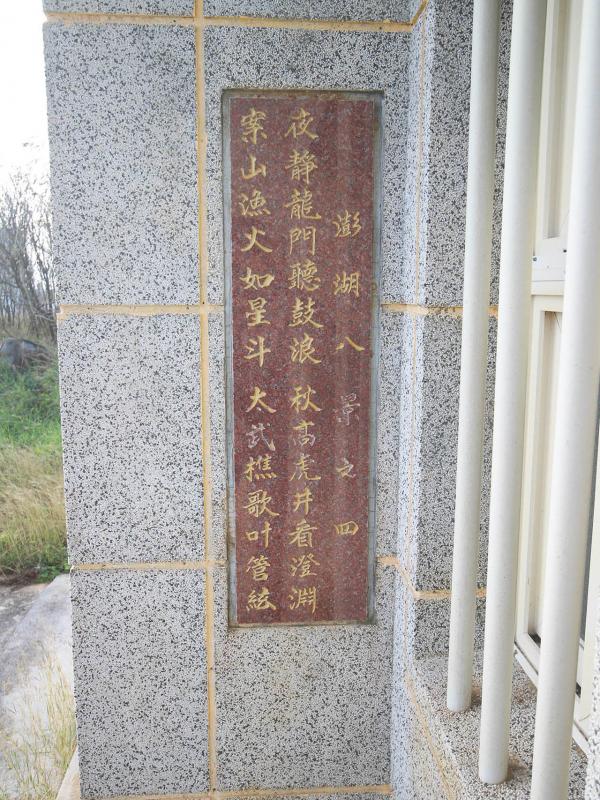 澎湖八景之四
夜靜龍門聽鼓浪 秋高虎井看澄淵
案山漁火如星斗 太武樵歌叶管絃